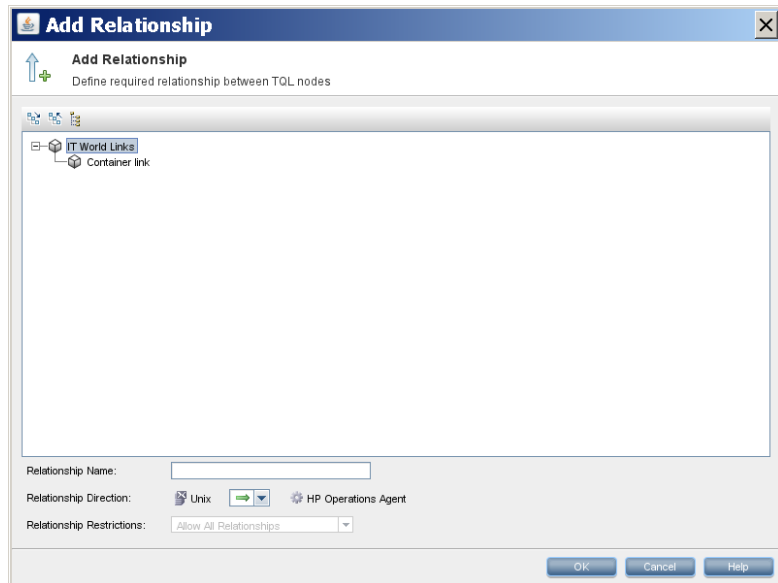 Add Relationship
Add Relationship
Define required relationship between TQL nodes
IT World Links
Container link
Relationship Name:
Relationship Direction: Unix HP Operations Agent
Relationship Restrictions: Allow All Relationships
OK Cancel Help